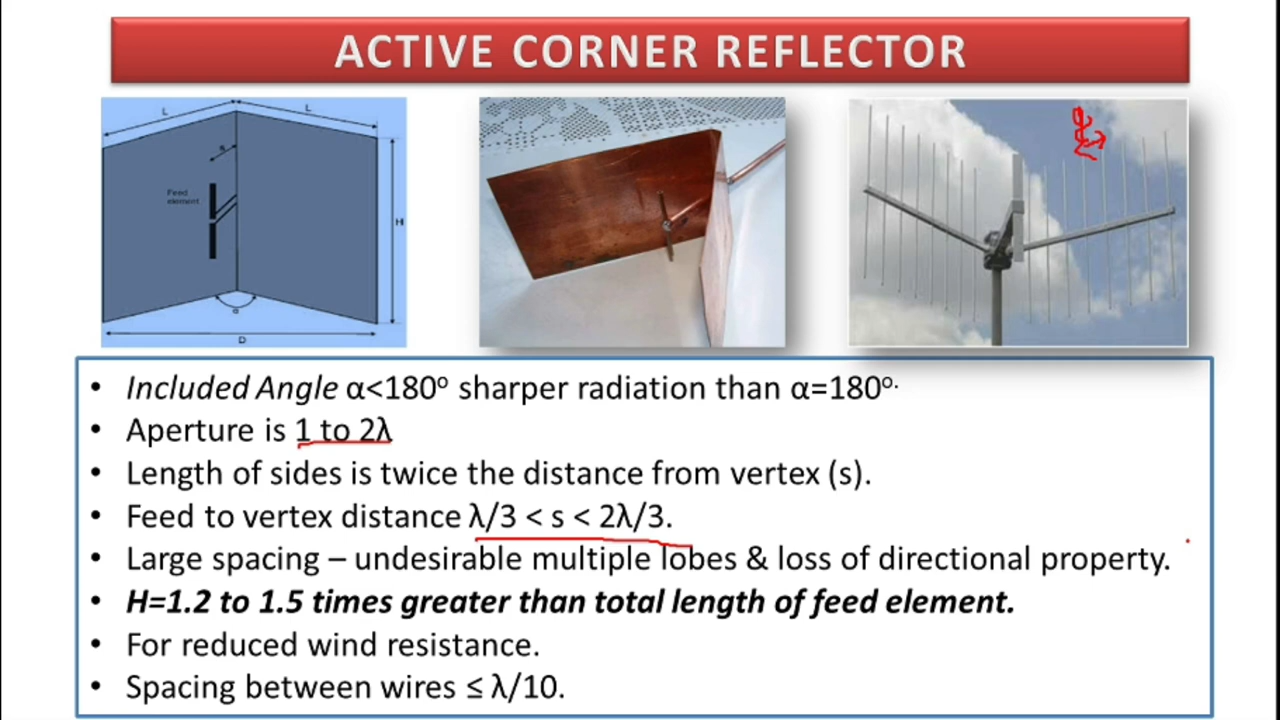 ACTIVE CORNER REFLECTOR
L
L
s
Feed
element
H
α
D
• Included Angle α<180º sharper radiation than α=180º.
• Aperture is 1 to 2λ
• Length of sides is twice the distance from vertex (s).
• Feed to vertex distance λ/3 < s < 2λ/3.
• Large spacing – undesirable multiple lobes & loss of directional property.
• H=1.2 to 1.5 times greater than total length of feed element.
• For reduced wind resistance.
• Spacing between wires ≤ λ/10.